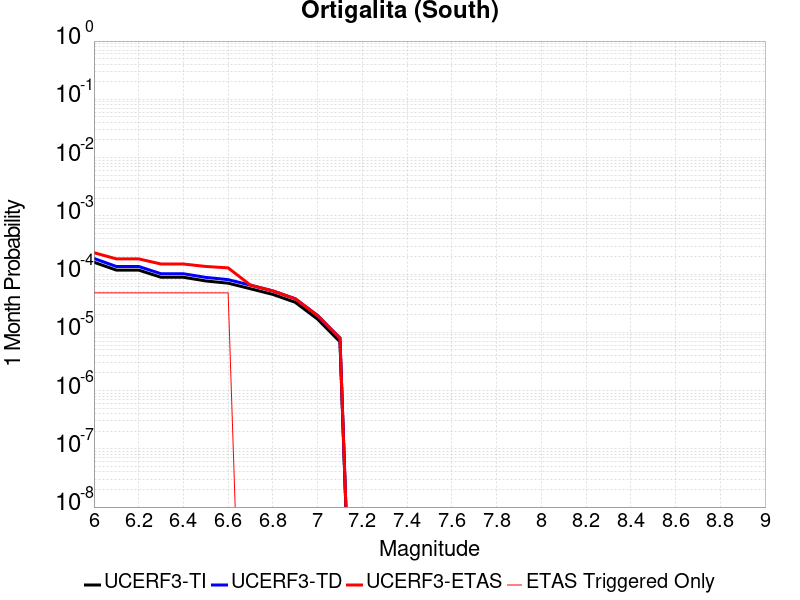 Ortigalita (South)
10^0
10^-1
10^-2
10^-3
10^-4
10^-5
10^-6
10^-7
10^-8
1 Month Probability
6 6.2 6.4 6.6 6.8 7 7.2 7.4 7.6 7.8 8 8.2 8.4 8.6 8.8 9
Magnitude
UCERF3-TI UCERF3-TD UCERF3-ETAS ETAS Triggered Only